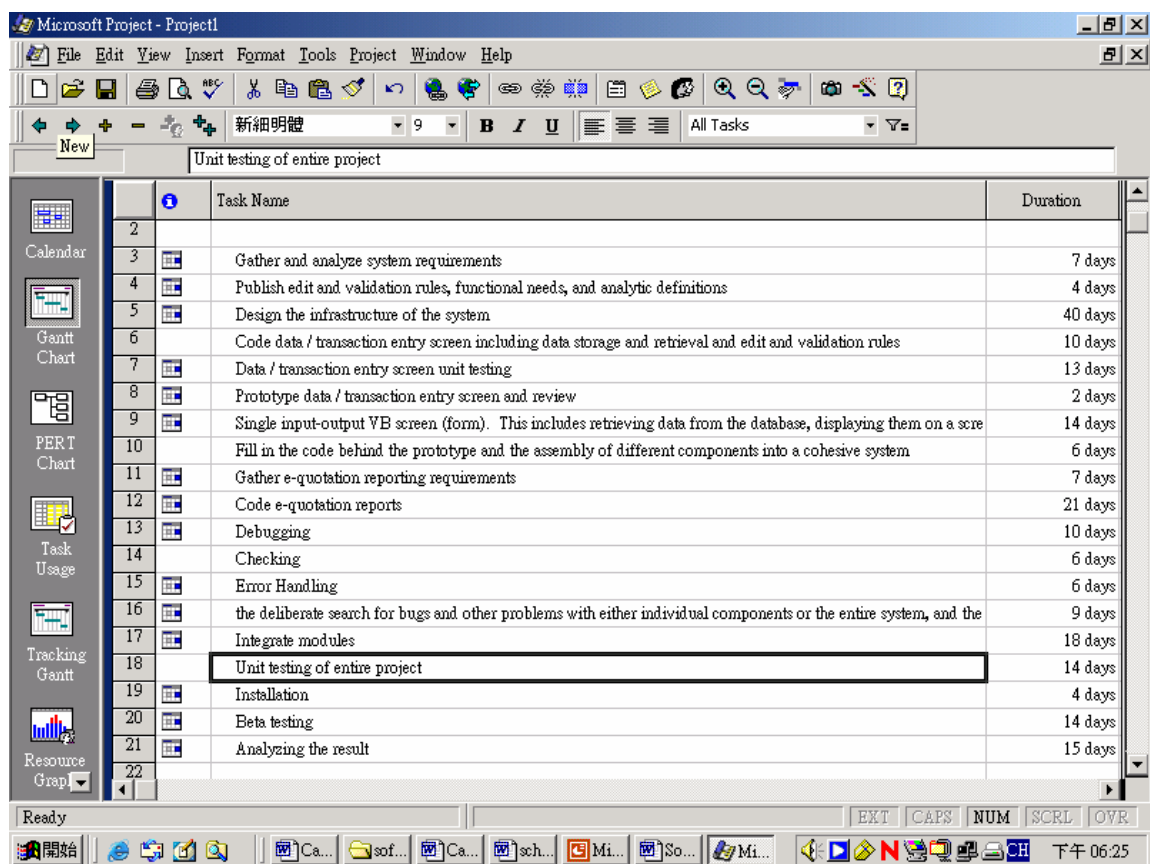 Microsoft Project - Project1
File Edit View Insert Format Tools Project Window Help
ABC
新細明體 9 B I U All Tasks
New
Unit testing of entire project
Task Name Duration
2
3 Gather and analyze system requirements 7 days
4 Publish edit and validation rules, functional needs, and analytic definitions 4 days
5 Design the infrastructure of the system 40 days
6 Code data / transaction entry screen including data storage and retrieval and edit and validation rules 10 days
7 Data / transaction entry screen unit testing 13 days
8 Prototype data / transaction entry screen and review 2 days
9 Single input-output VB screen (form). This includes retrieving data from the database, displaying them on a scre 14 days
10 Fill in the code behind the prototype and the assembly of different components into a cohesive system 6 days
11 Gather e-quotation reporting requirements 7 days
12 Code e-quotation reports 21 days
13 Debugging 10 days
14 Checking 6 days
15 Error Handling 6 days
16 the deliberate search for bugs and other problems with either individual components or the entire system, and the 9 days
17 Integrate modules 18 days
18 Unit testing of entire project 14 days
19 Installation 4 days
20 Beta testing 14 days
21 Analyzing the result 15 days
22
Calendar
Gantt
Chart
PERT
Chart
Task
Usage
Tracking
Gantt
Resource
Grap
Ready EXT CAPS NUM SCRL OVR
開始 Ca... sof... Ca... sch... Mi... So... Mi... N CH 下午 06:25